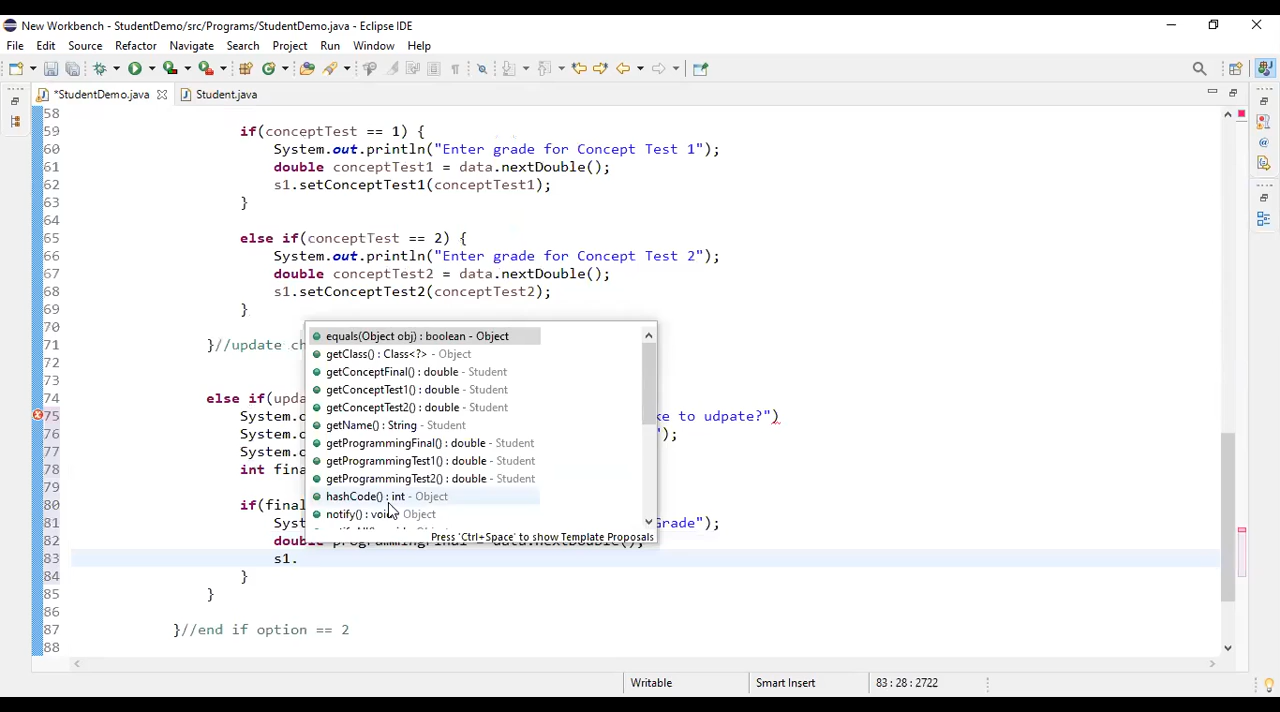 New Workbench - StudentDemo/src/Programs/StudentDemo.java - Eclipse IDE
File Edit Source Refactor Navigate Search Project Run Window Help
*StudentDemo.java Student.java
58
59 if(conceptTest == 1) {
60 System.out.println("Enter grade for Concept Test 1");
61 double conceptTest1 = data.nextDouble();
62 s1.setConceptTest1(conceptTest1);
63 }
64
65 else if(conceptTest == 2) {
66 System.out.println("Enter grade for Concept Test 2");
67 double conceptTest2 = data.nextDouble();
68 s1.setConceptTest2(conceptTest2);
69 }
70
71 }//update ch
72
73
74 else if(upda
75 System.o ke to udpate?")
76 System.o ");
77 System.o
78 int fina
79
80 if(final
81 Syst Grade");
82 double programmingFinal = data.nextDouble();
83 s1.
84 }
85 }
86
87 }//end if option == 2
88
equals(Object obj) : boolean - Object
getClass() : Class<?> - Object
getConceptFinal() : double - Student
getConceptTest1() : double - Student
getConceptTest2() : double - Student
getName() : String - Student
getProgrammingFinal() : double - Student
getProgrammingTest1() : double - Student
getProgrammingTest2() : double - Student
hashCode() : int - Object
notify() : void - Object
Press 'Ctrl+Space' to show Template Proposals
Writable Smart Insert 83 : 28 : 2722